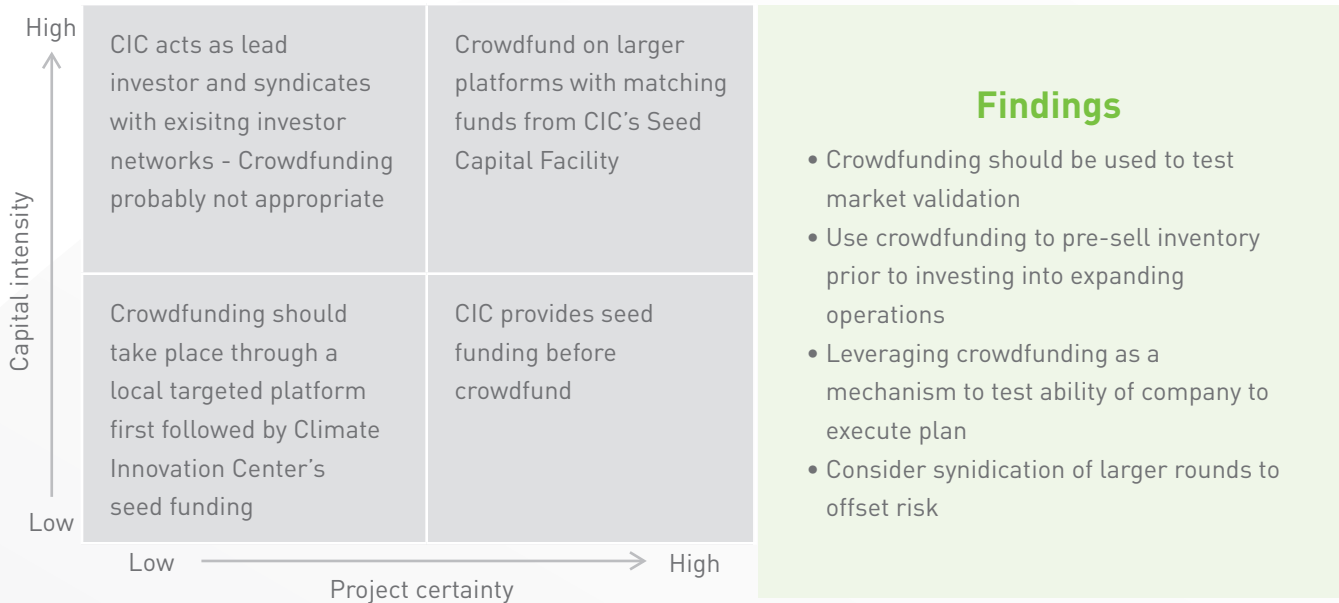 High
CIC acts as lead
investor and syndicates
with exisitng investor
networks - Crowdfunding
probably not appropriate
Crowdfund on larger
platforms with matching
funds from CIC’s Seed
Capital Facility
Capital intensity
Crowdfunding should
take place through a
local targeted platform
first followed by Climate
Innovation Center’s
seed funding
CIC provides seed
funding before
crowdfund
Low
Low
High
Project certainty
Findings
• Crowdfunding should be used to test
market validation
• Use crowdfunding to pre-sell inventory
prior to investing into expanding
operations
• Leveraging crowdfunding as a
mechanism to test ability of company to
execute plan
• Consider synidication of larger rounds to
offset risk